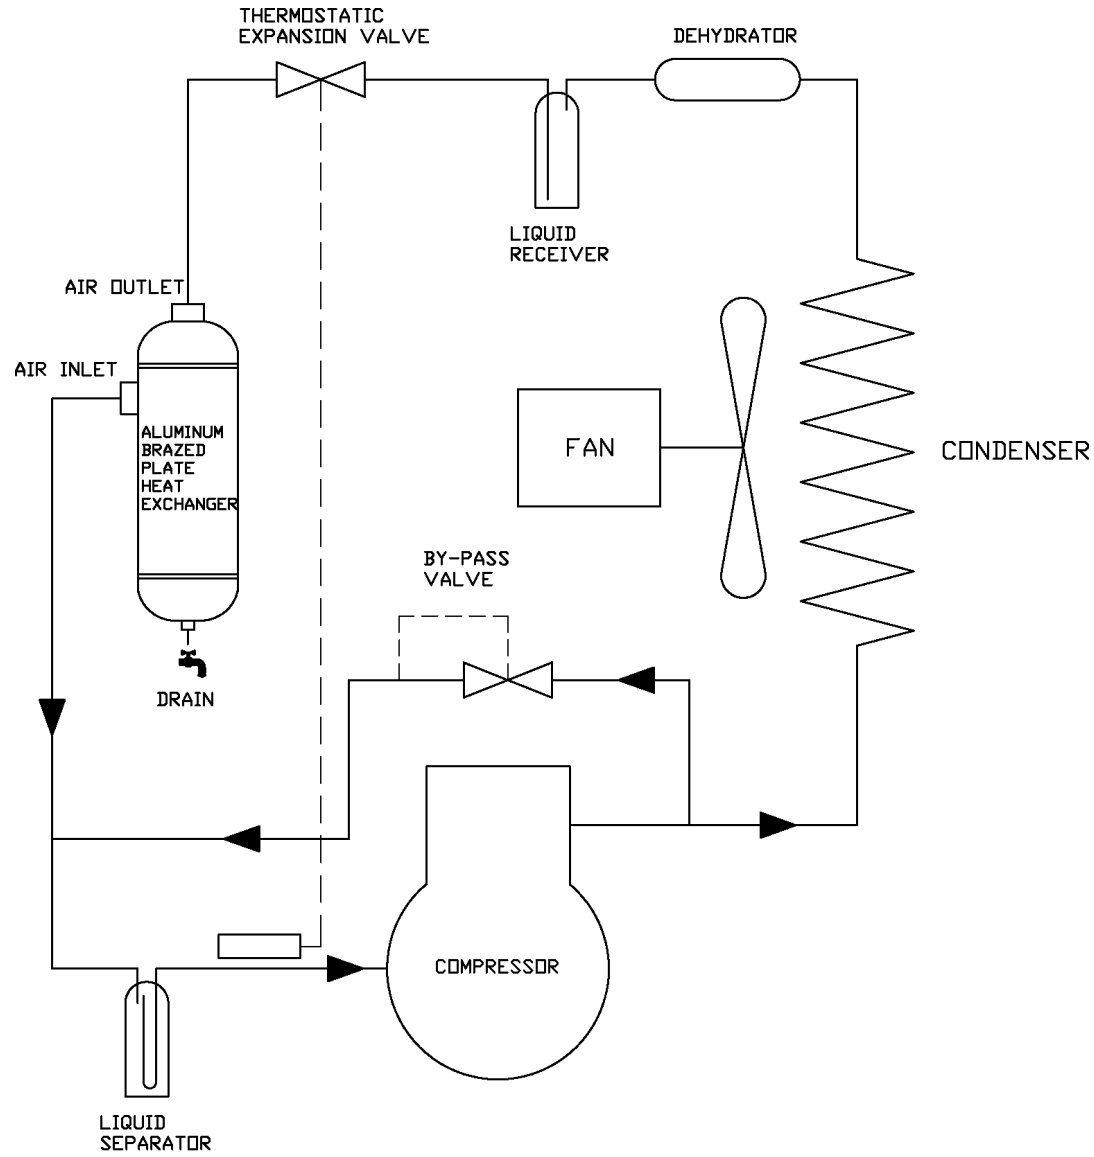 THERMOSTATIC
EXPANSION VALVE
DEHYDRATOR
LIQUID
RECEIVER
AIR OUTLET
AIR INLET
ALUMINUM
BRAZED
PLATE
HEAT
EXCHANGER
FAN
CONDENSER
BY-PASS
VALVE
DRAIN
COMPRESSOR
LIQUID
SEPARATOR